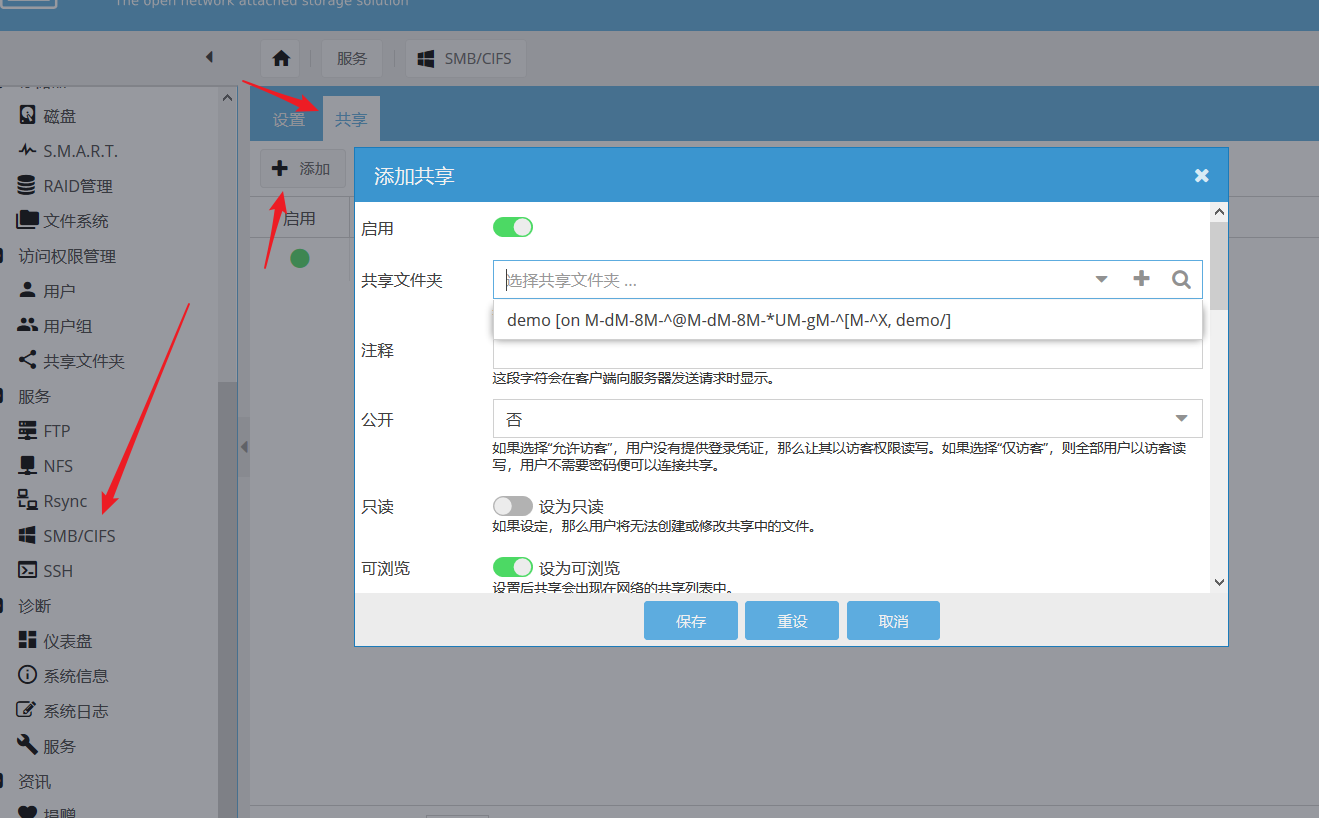 The open network attached storage solution
服务
SMB/CIFS
磁盘
S.M.A.R.T.
RAID管理
文件系统
访问权限管理
用户
用户组
共享文件夹
服务
FTP
NFS
Rsync
SMB/CIFS
SSH
诊断
仪表盘
系统信息
系统日志
服务
资讯
捐赠
设置
共享
添加
启用
添加共享
启用
共享文件夹
选择共享文件夹 ...
demo [on M-dM-8M-^@M-dM-8M-*UM-gM-^[M-^X, demo/]
注释
这段字符会在客户端向服务器发送请求时显示。
公开
否
如果选择“允许访客”，用户没有提供登录凭证，那么让其以访客权限读写。如果选择“仅访客”，则全部用户以访客读
写，用户不需要密码便可以连接共享。
只读
设为只读
如果设定，那么用户将无法创建或修改共享中的文件。
可浏览
设为可浏览
设置后共享会出现在网络的共享列表中。
保存
重设
取消